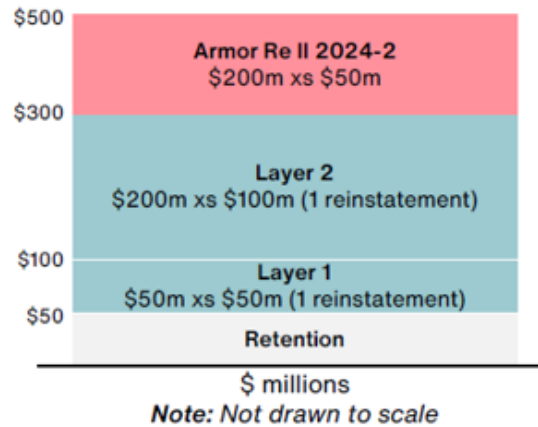 $500
Armor Re II 2024-2
$200m xs $50m
$300
Layer 2
$200m xs $100m (1 reinstatement)
$100
Layer 1
$50m xs $50m (1 reinstatement)
$50
Retention
$ millions
Note: Not drawn to scale